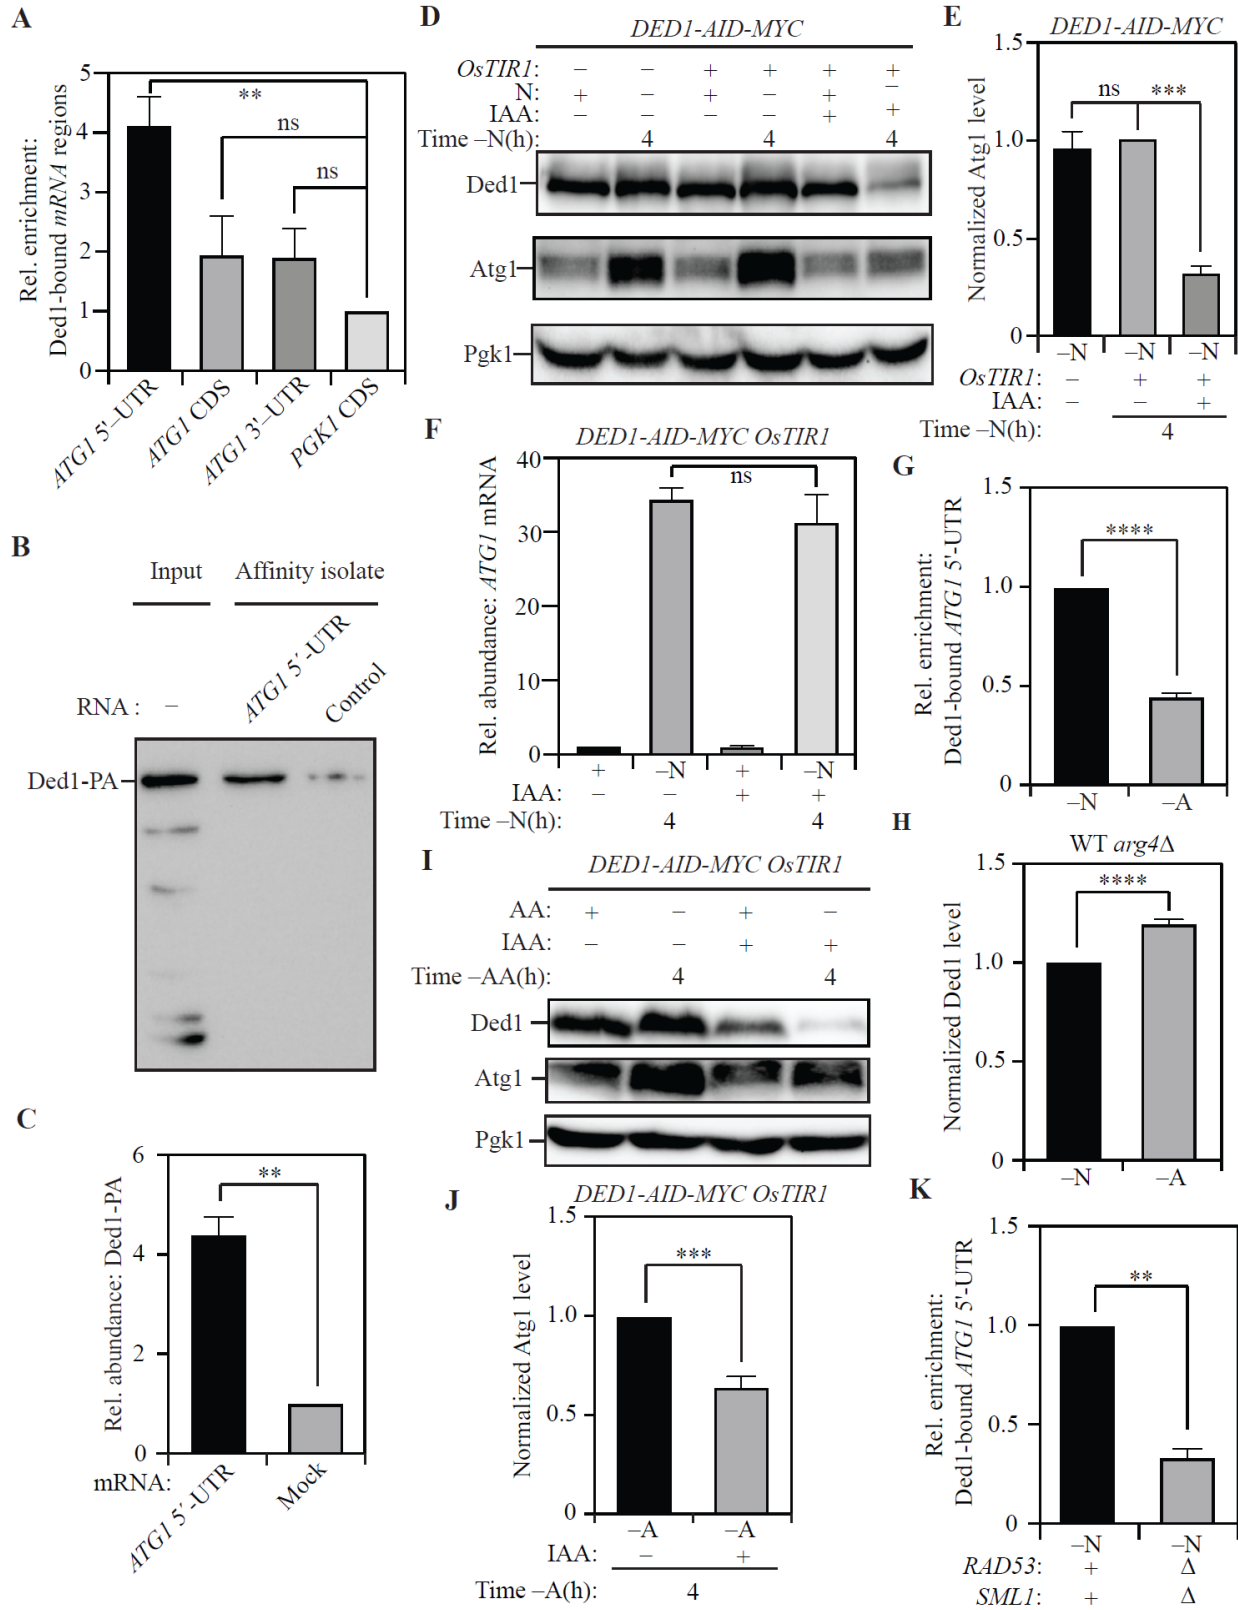 A
Rel. enrichment:
Ded1-bound mRNA regions
5
4
3
2
1
0
**
ns
ns
ATG1 5'–UTR
ATG1 CDS
ATG1 3'–UTR
PGK1 CDS
B
Input
Affinity isolate
RNA : –
ATG1 5´-UTR
Control
Ded1-PA
C
Rel. abundance: Ded1-PA
6
4
2
0
**
mRNA:
ATG1 5´-UTR
Mock
D
DED1-AID-MYC
OsTIR1: – – + + + +
N: + – + – + –
IAA: – – – – + +
Time –N(h): 4 4 4
Ded1
Atg1
Pgk1
E
DED1-AID-MYC
Normalized Atg1 level
1.5
1.0
0.5
0
ns
***
–N –N –N
OsTIR1: – + +
IAA: – – +
Time –N(h): 4
F
DED1-AID-MYC OsTIR1
Rel. abundance: ATG1 mRNA
40
30
20
10
0
ns
+ –N + –N
IAA: – – + +
Time –N(h): 4 4
G
Rel. enrichment:
Ded1-bound ATG1 5'-UTR
1.5
1.0
0.5
0
****
–N –A
H
WT arg4Δ
Normalized Ded1 level
1.5
1.0
0.5
0
****
–N –A
I
DED1-AID-MYC OsTIR1
AA: + – + –
IAA: – – + +
Time –AA(h): 4 4
Ded1
Atg1
Pgk1
J
DED1-AID-MYC OsTIR1
Normalized Atg1 level
1.5
1.0
0.5
0
***
–A –A
IAA: – +
Time –A(h): 4
K
Rel. enrichment:
Ded1-bound ATG1 5'-UTR
1.5
1.0
0.5
0
**
–N –N
RAD53: + Δ
SML1: + Δ